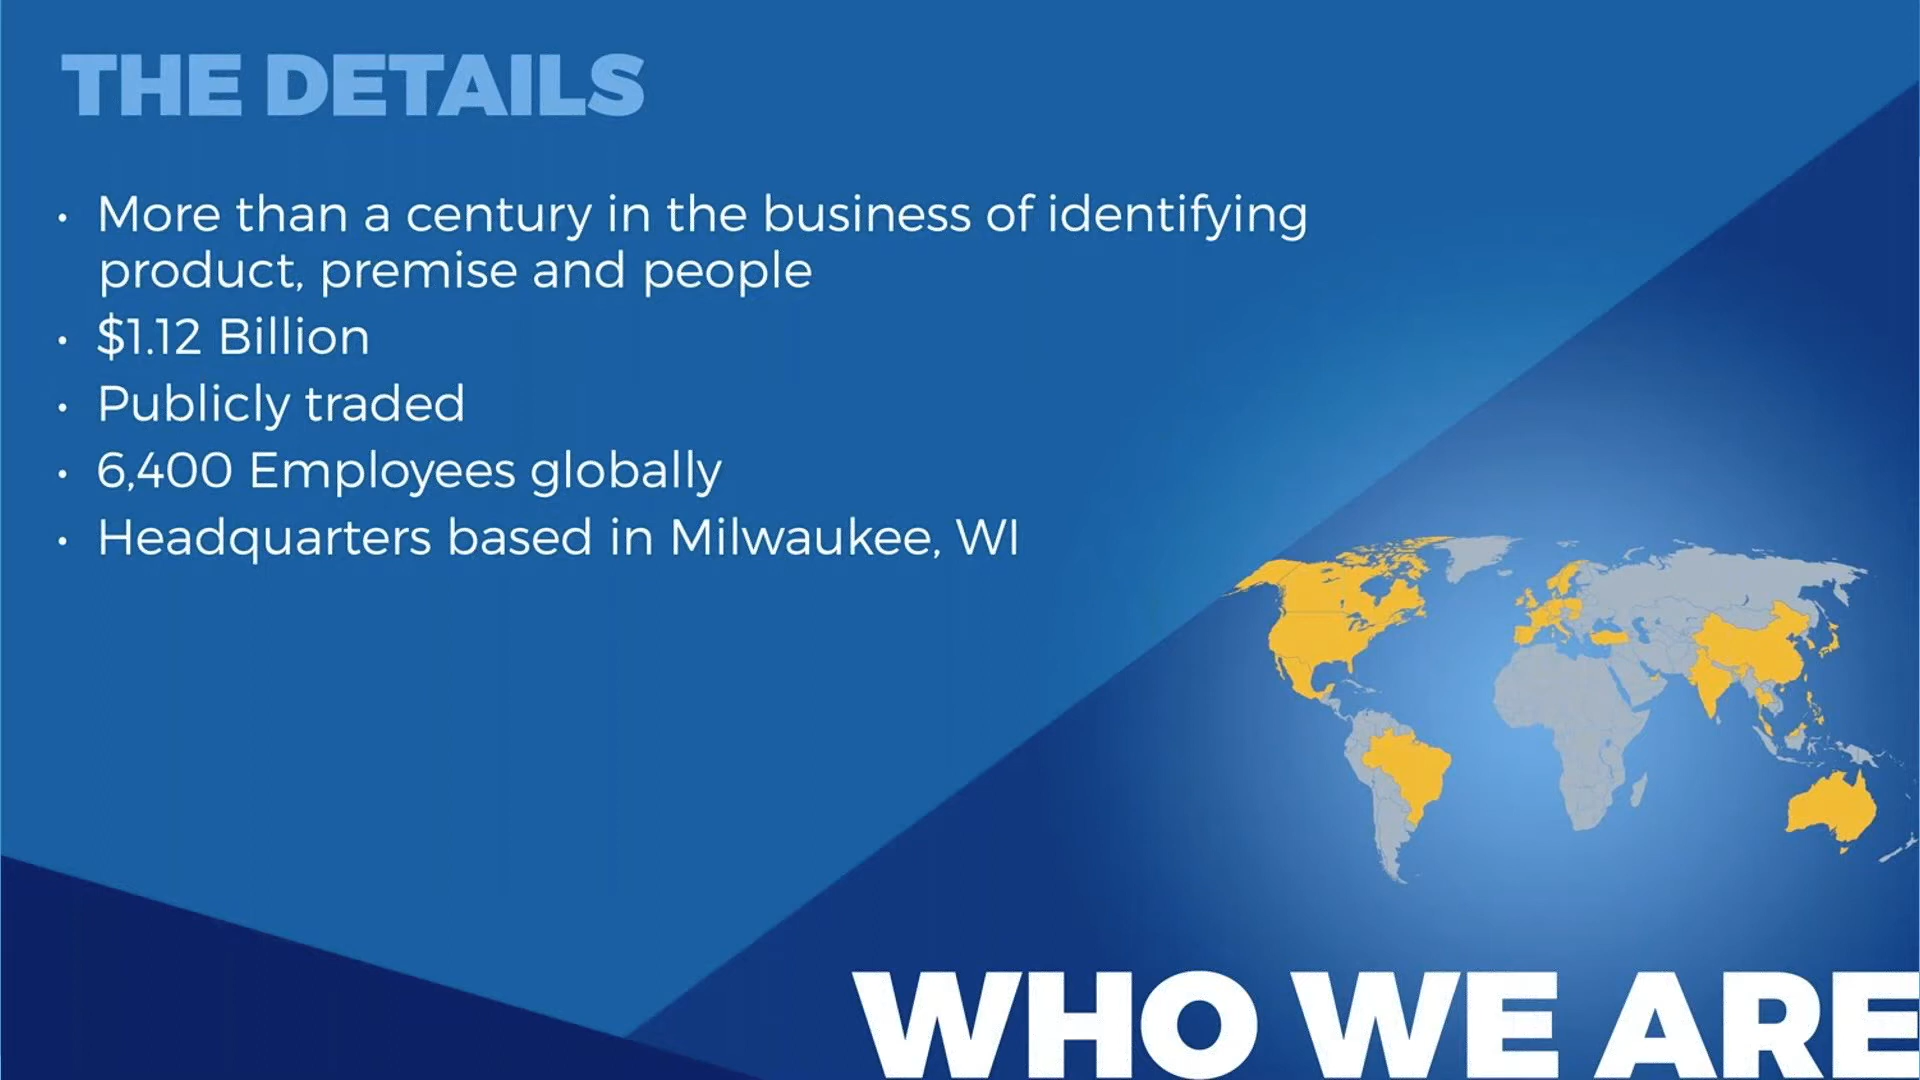 THE DETAILS
• More than a century in the business of identifying
product, premise and people
• $1.12 Billion
• Publicly traded
• 6,400 Employees globally
• Headquarters based in Milwaukee, WI
WHO WE ARE